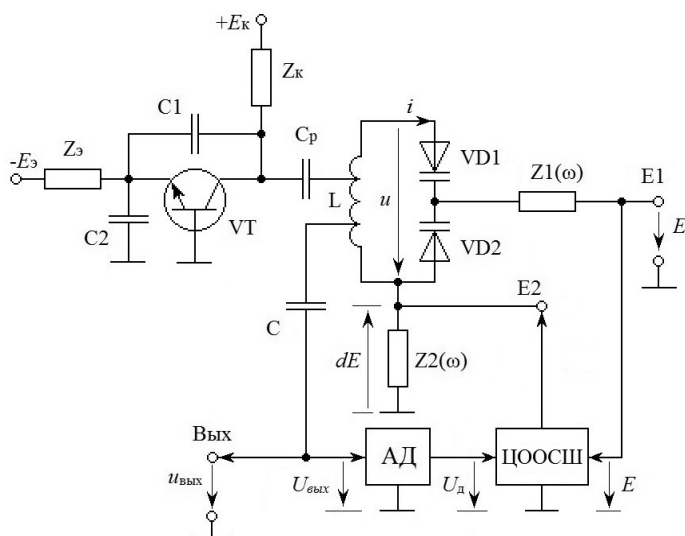 +Eк
Zк
C1
Cр
i
Zэ
-Eэ
VD1
Z1(ω)
E1
L
u
VT
C2
VD2
E
E2
C
dE
Z2(ω)
Вых
АД
ЦООСШ
uвых
Uвых
Uд
E